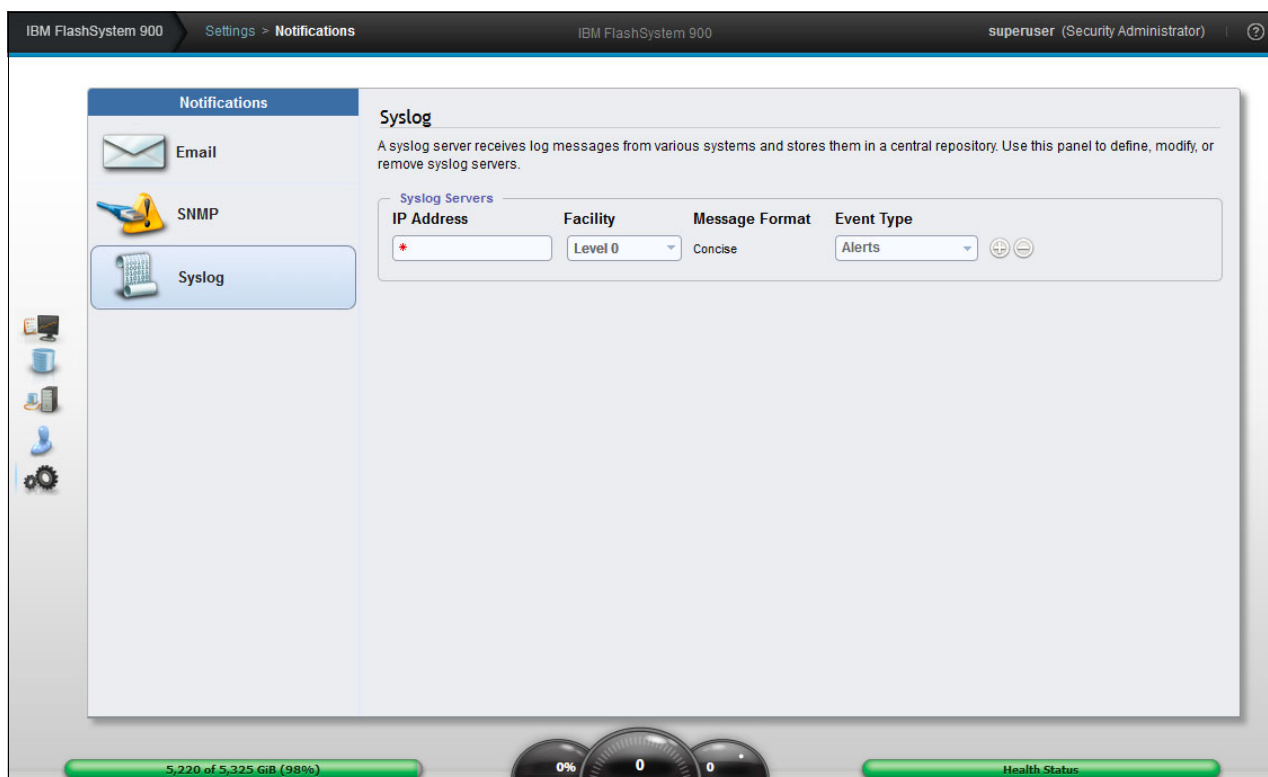 IBM FlashSystem 900 Settings > Notifications IBM FlashSystem 900 superuser (Security Administrator) ?
Notifications
Email
SNMP
Syslog
Syslog
A syslog server receives log messages from various systems and stores them in a central repository. Use this panel to define, modify, or
remove syslog servers.
Syslog Servers
IP Address Facility Message Format Event Type
* Level 0 Concise Alerts
5,220 of 5,325 GiB (98%) 0% 0 0 Health Status